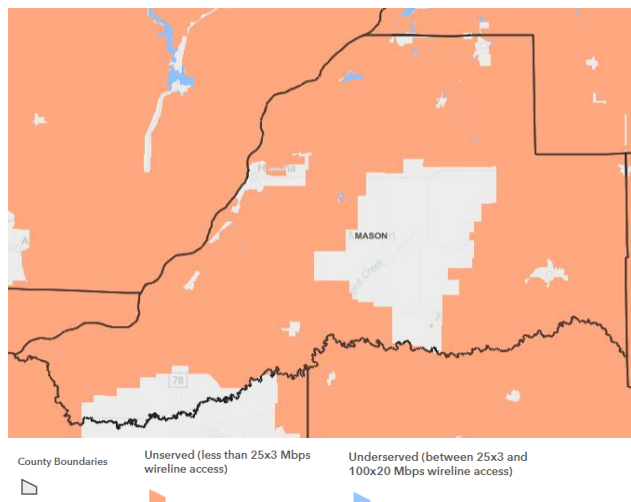 MASON
78
County Boundaries
Unserved (less than 25x3 Mbps
wireline access)
Underserved (between 25x3 and
100x20 Mbps wireline access)